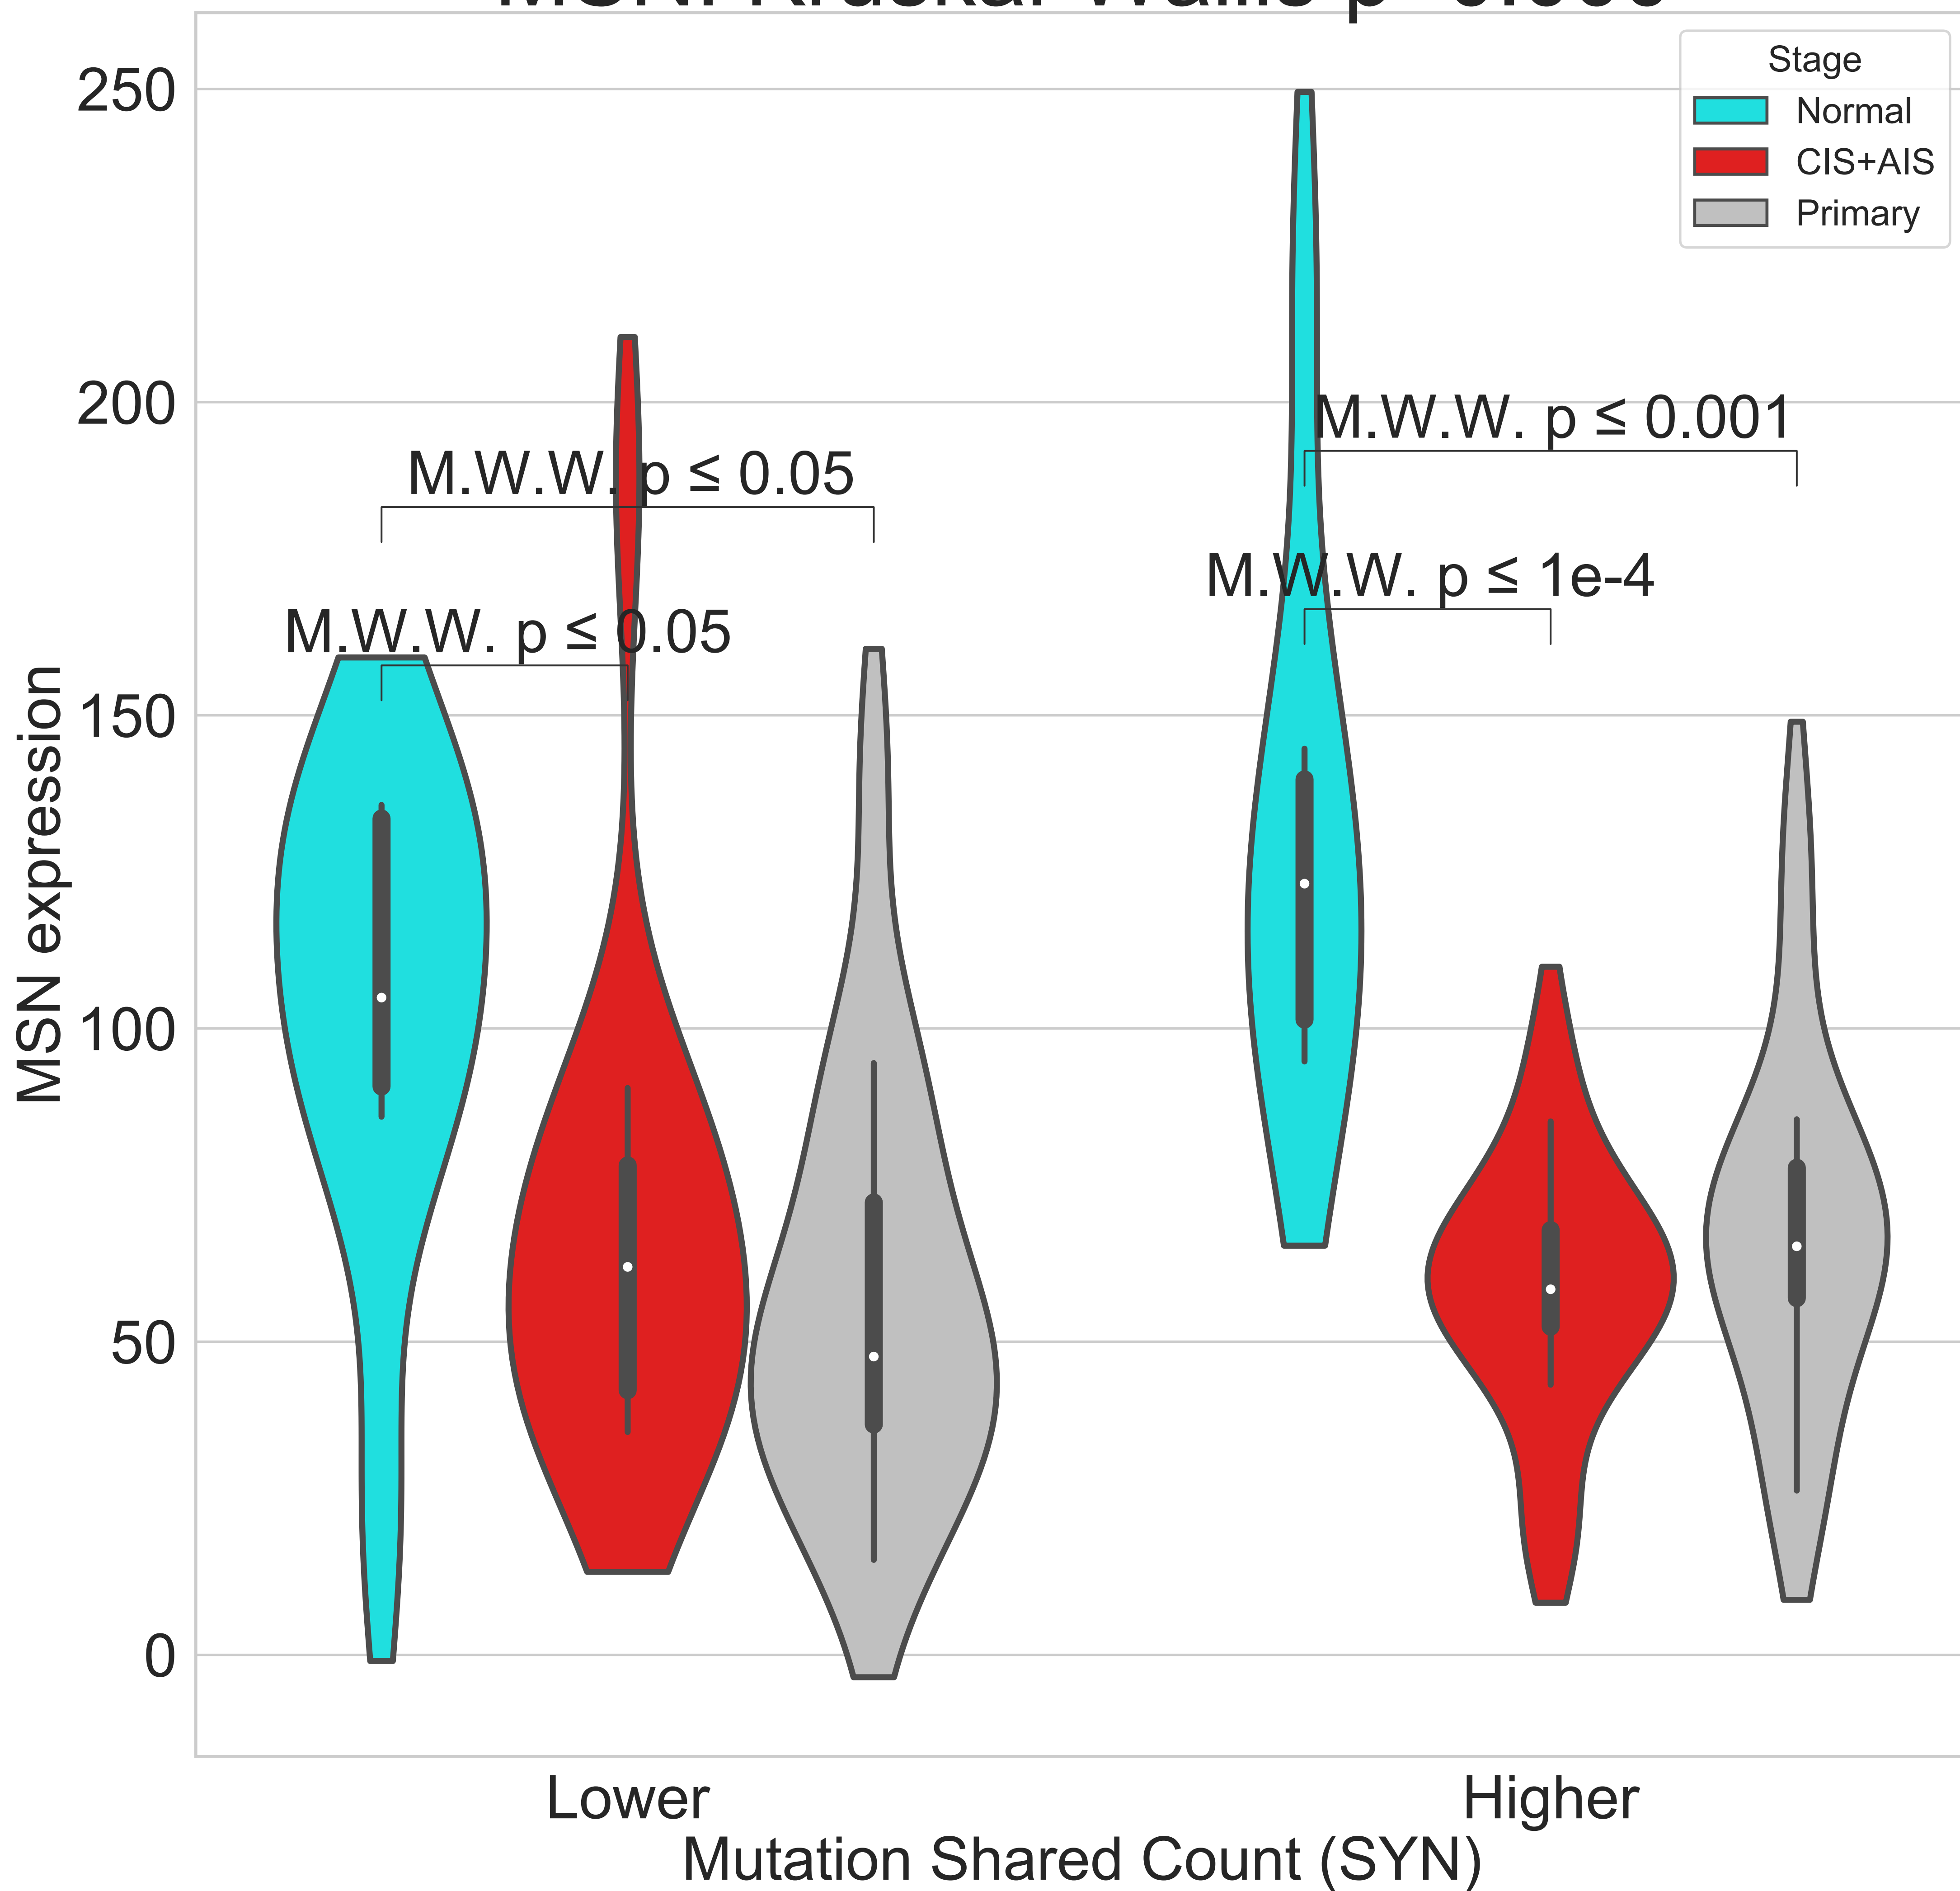 Stage
Normal
CIS+AIS
Primary
250
200
150
100
50
0
MSN expression
M.W.W. p ≤ 0.05
M.W.W. p ≤ 0.05
M.W.W. p ≤ 0.001
M.W.W. p ≤ 1e-4
Lower
Higher
Mutation Shared Count (SYN)